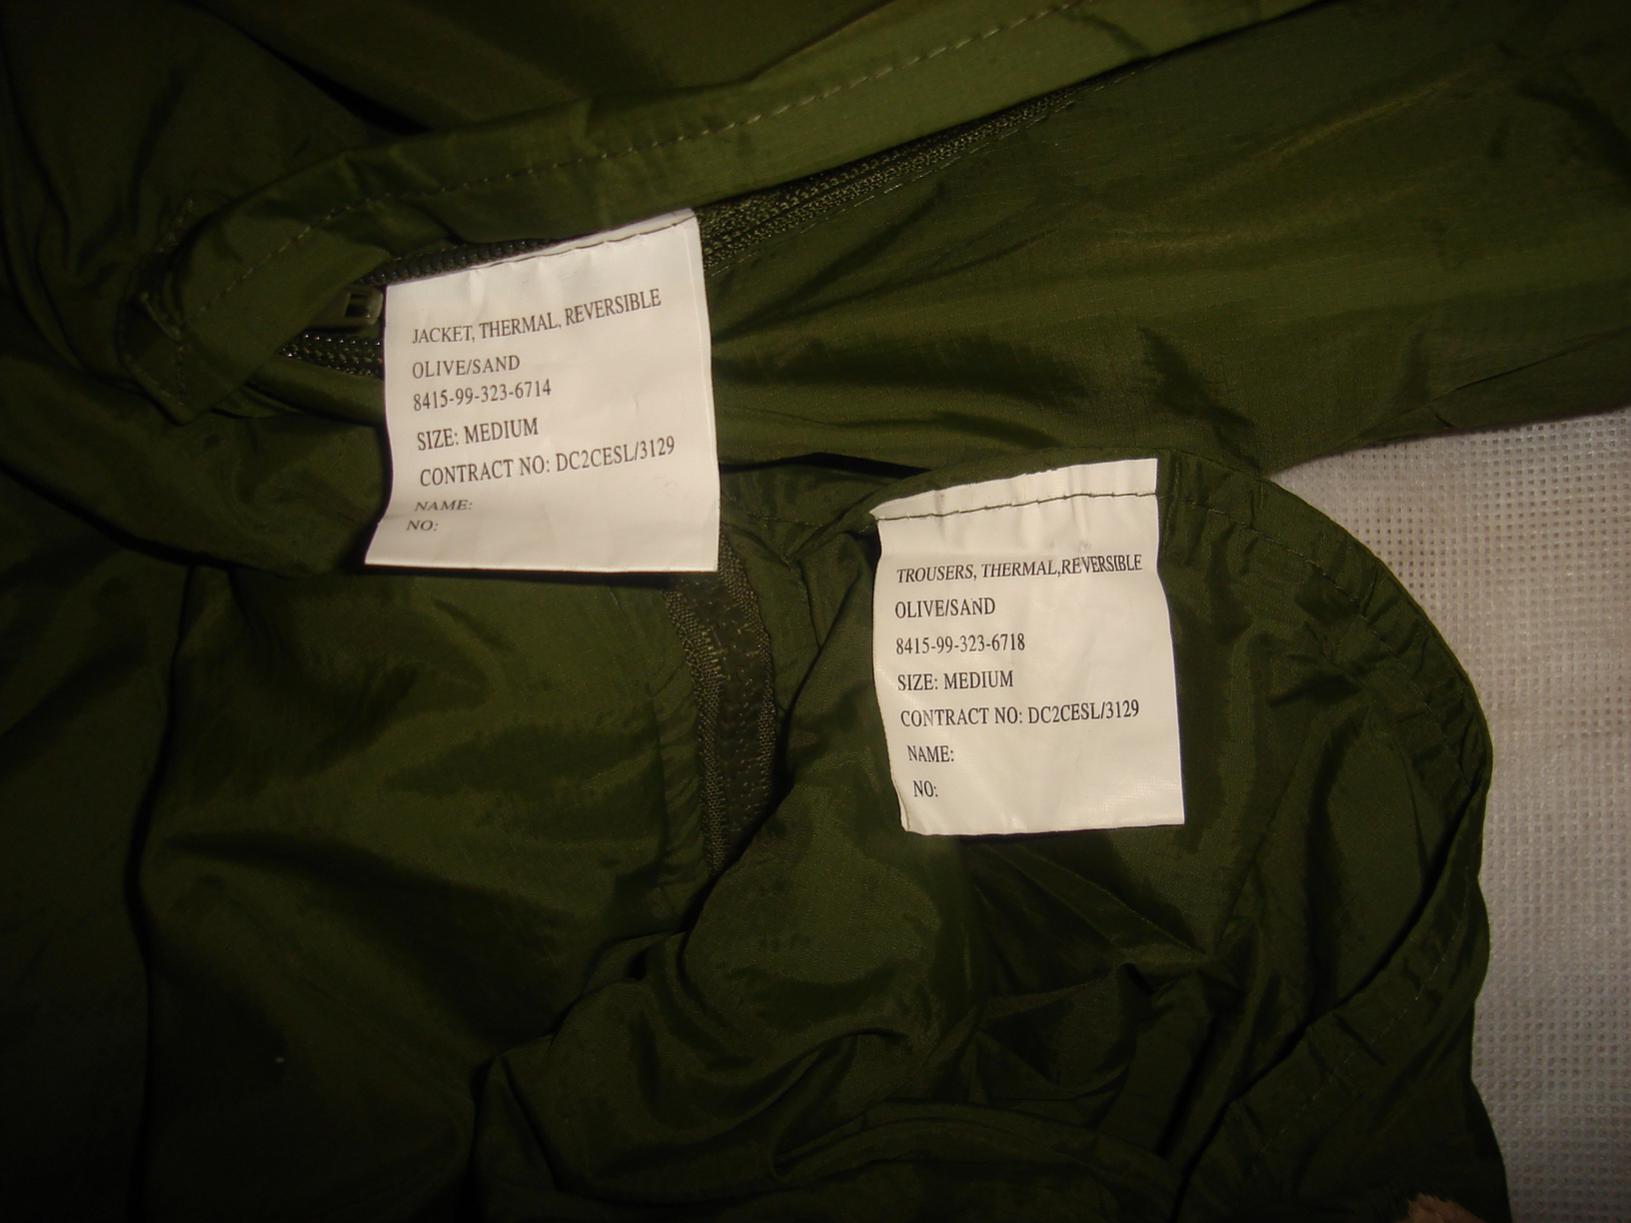 JACKET, THERMAL, REVERSIBLE
OLIVE/SAND
8415-99-323-6714
SIZE: MEDIUM
CONTRACT NO: DC2CESL/3129
NAME:
NO:
TROUSERS, THERMAL,REVERSIBLE
OLIVE/SAND
8415-99-323-6718
SIZE: MEDIUM
CONTRACT NO: DC2CESL/3129
NAME:
NO: